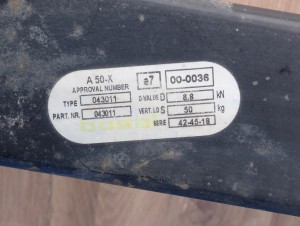 A 50-X e7 00-0036
APPROVAL NUMBER
TYPE 043011 D-VALUE D 8,8 kN
PART. NR. 043011 VERT. LD S 50 kg
42-45-18